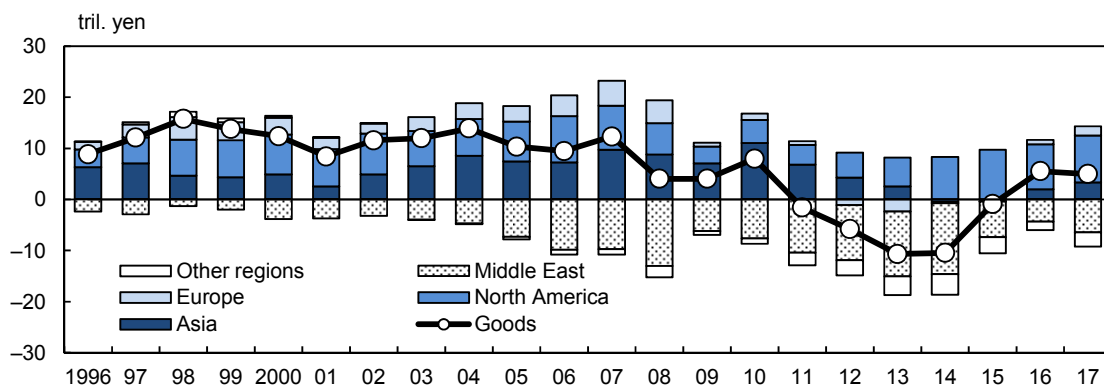 tril. yen
30
20
10
0
–10
–20
–30
Other regions
Middle East
Europe
North America
Asia
Goods
1996 97 98 99 2000 01 02 03 04 05 06 07 08 09 10 11 12 13 14 15 16 17